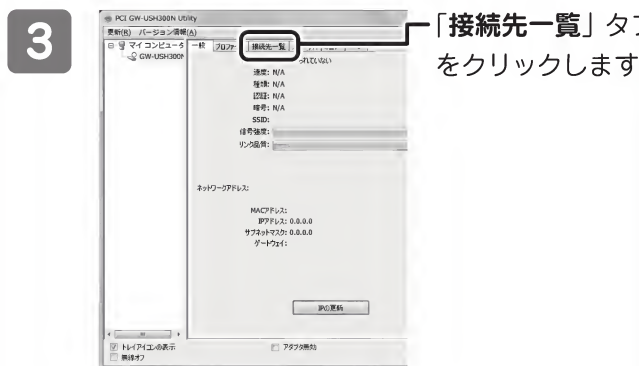 3
「接続先一覧」タブ
をクリックします
PCI GW-USH300N Utility
更新(R) バージョン情報(A)
マイ コンピュータ
GW-USH300N
一般 プロファ 接続先一覧
られていない
速度: N/A
種類: N/A
認証: N/A
暗号: N/A
SSID:
信号強度:
リンク品質:
ネットワークアドレス:
MACアドレス:
IPアドレス: 0.0.0.0
サブネットマスク: 0.0.0.0
ゲートウェイ:
IPの更新
トレイアイコンの表示
アダプタ無効
無線オフ